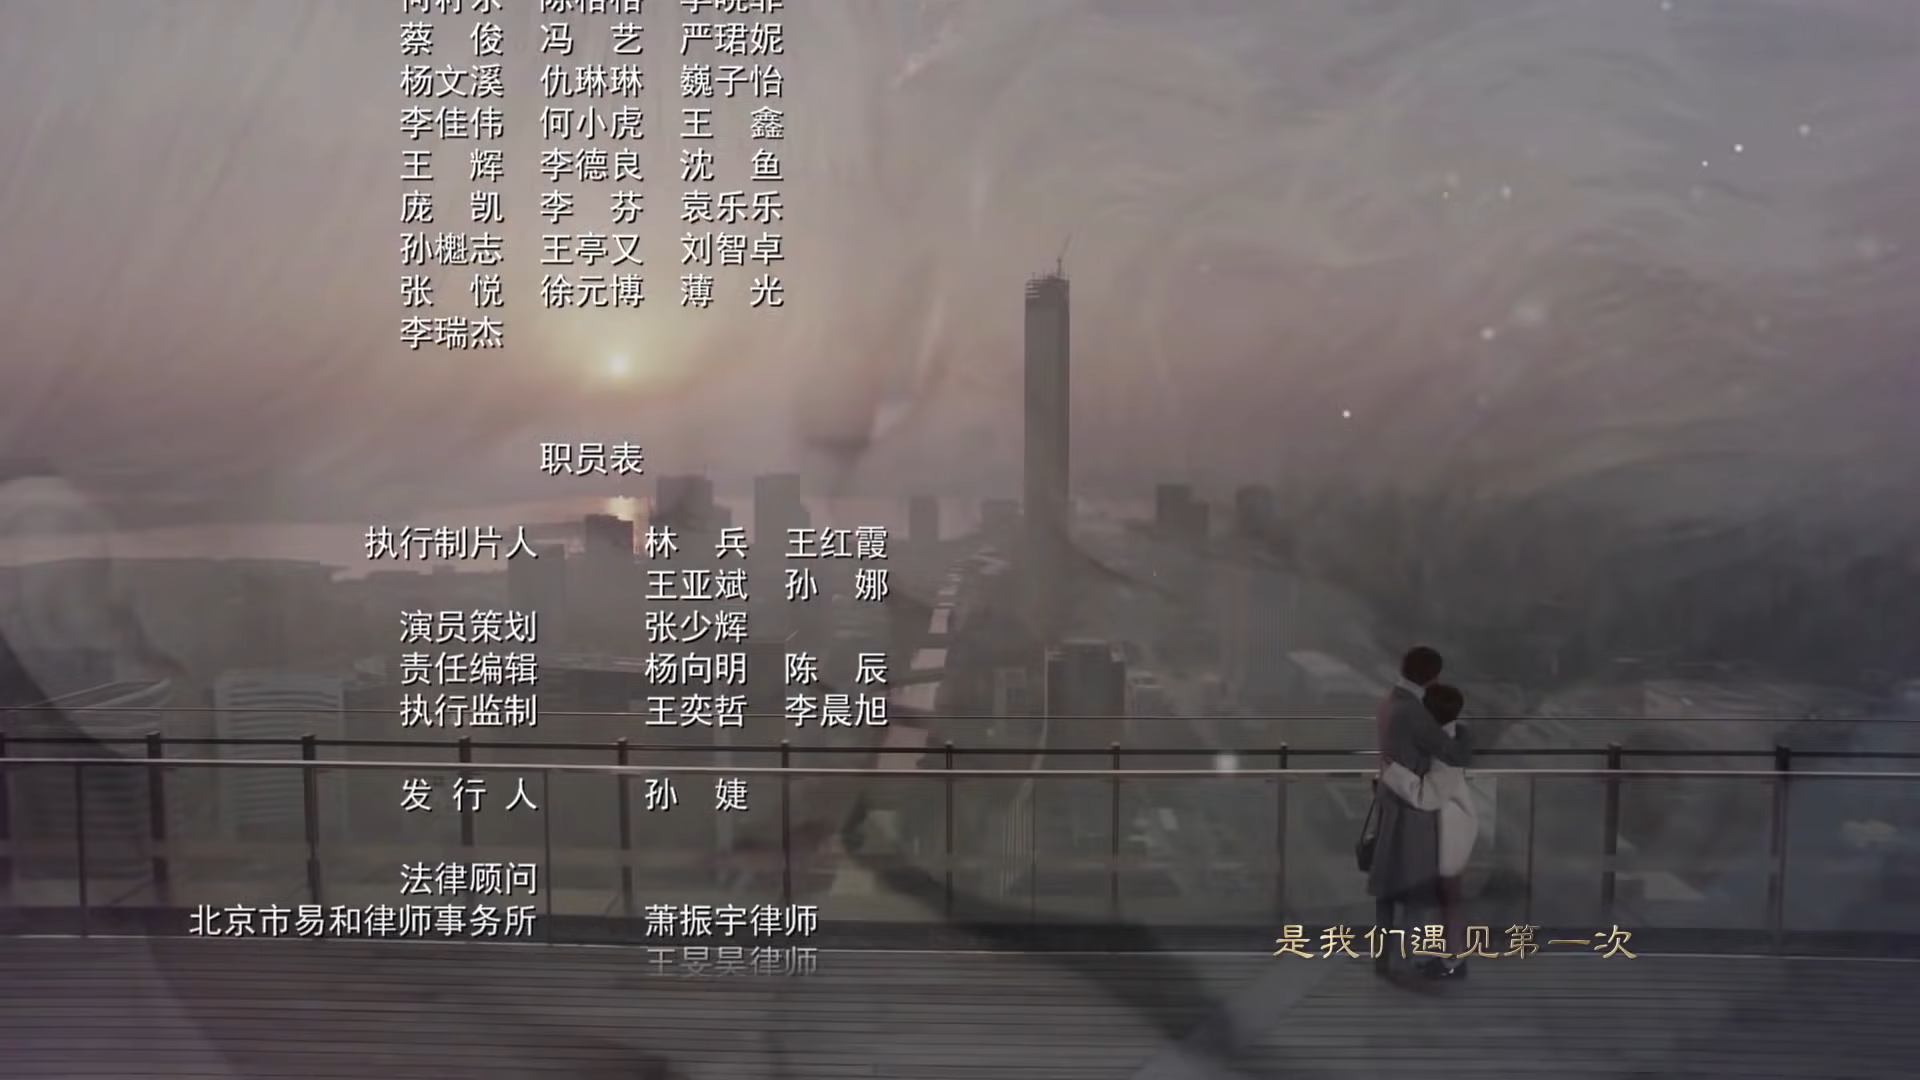 蔡　俊　冯　艺　严珺妮
杨文溪　仇琳琳　巍子怡
李佳伟　何小虎　王　鑫
王　辉　李德良　沈　鱼
庞　凯　李　芬　袁乐乐
孙樾志　王亭又　刘智卓
张　悦　徐元博　薄　光
李瑞杰
职员表
执行制片人　林　兵　王红霞
王亚斌　孙　娜
演员策划　张少辉
责任编辑　杨向明　陈　辰
执行监制　王奕哲　李晨旭
发 行 人　孙　婕
法律顾问
北京市易和律师事务所　萧振宇律师
王旻昊律师
是我们遇见第一次